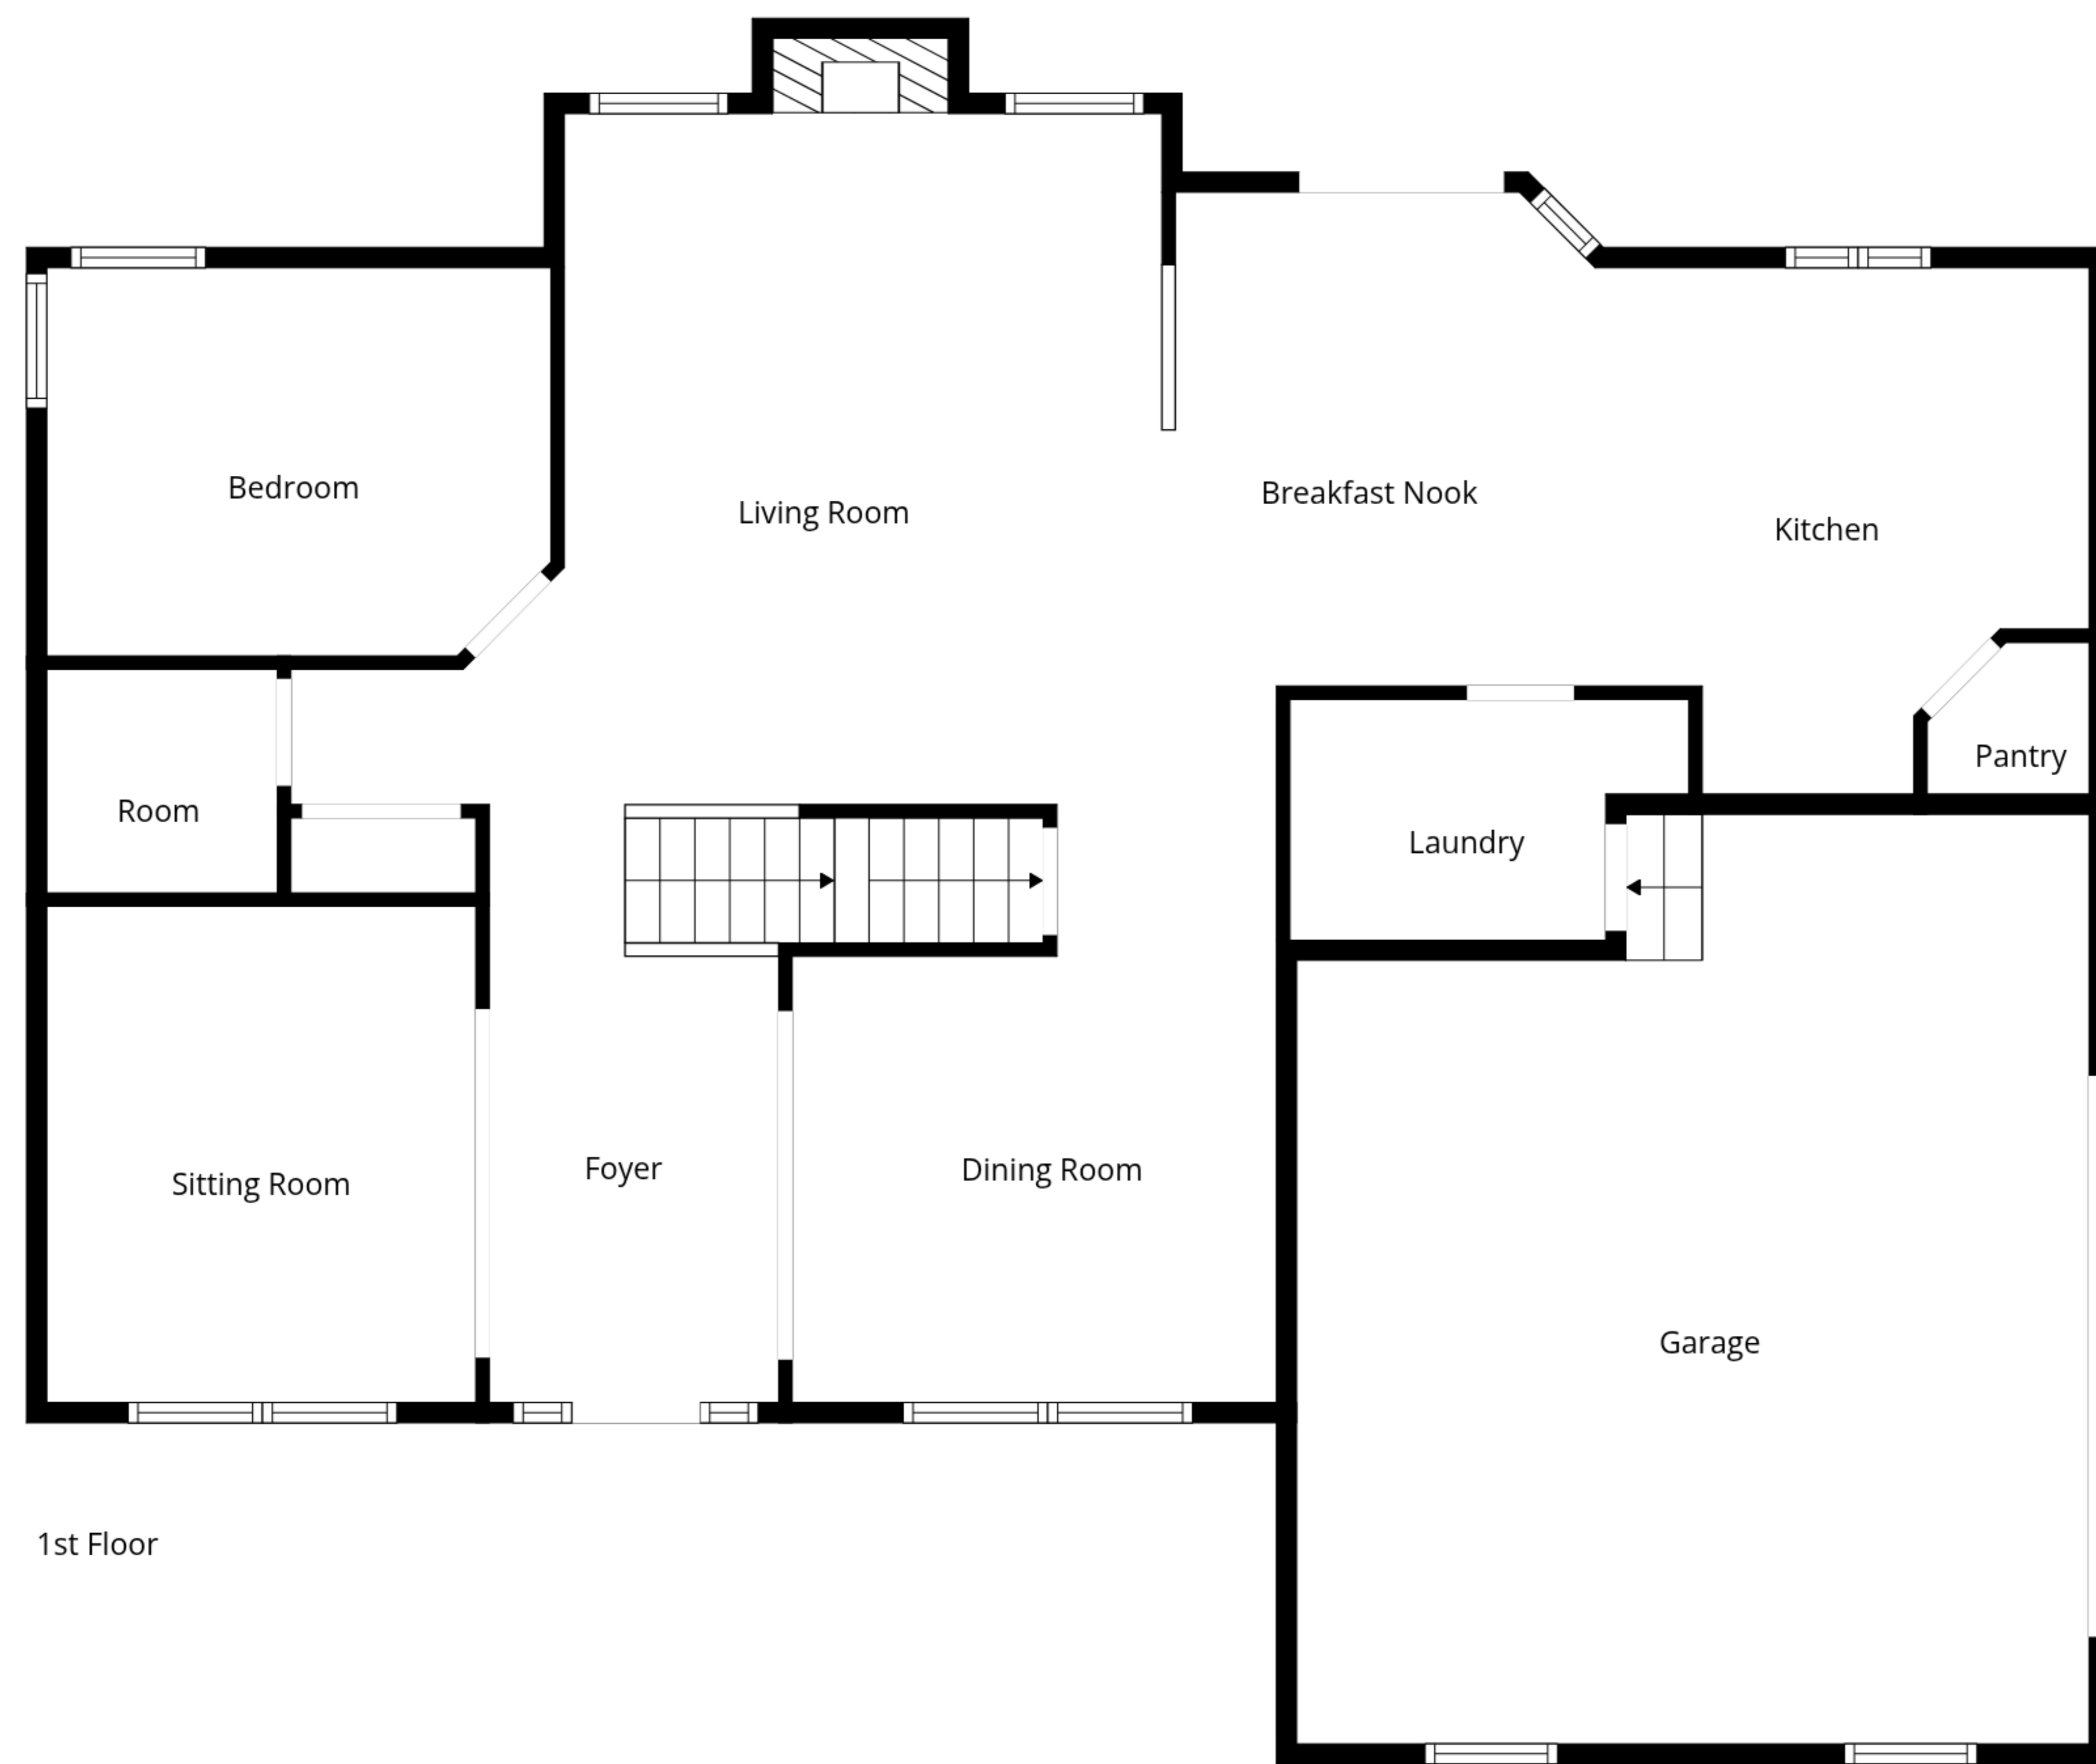 Bedroom
Living Room
Breakfast Nook
Kitchen
Room
Laundry
Pantry
Sitting Room
Foyer
Dining Room
Garage
1st Floor